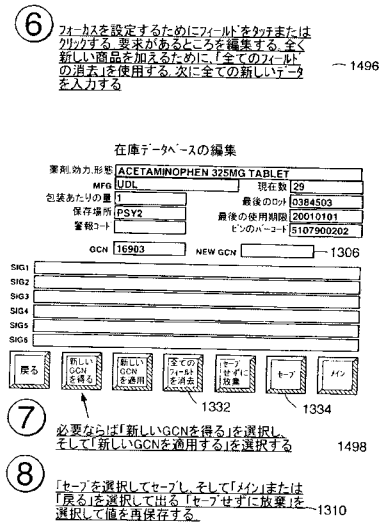 ⑥ フォーカスを設定するためにフィールドをタッチまたは
クリックする. 要求があるところを編集する. 全く
新しい商品を加えるために、「全てのフィールド
の消去」を使用する. 次に全ての新しいデータ
を入力する
1496
在庫データベースの編集
薬剤,効力,形態 ACETAMINOPHEN 325MG TABLET
MFG UDL 現在数 29
包装あたりの量 1 最後のロット 0384503
保存場所 PSY2 最後の使用期限 20010101
警報コード ビンのバーコード 5107900202
GCN 16903 NEW GCN 1306
SIG1
SIG2
SIG3
SIG4
SIG5
SIG6
戻る 新しいGCNを得る 新しいGCNを適用 全てのフィールドを消去 セーブせずに放棄 セーブ メイン
1332 1334
⑦ 必要ならば「新しいGCNを得る」を選択し、
そして「新しいGCNを適用する」を選択する
1498
⑧ 「セーブを選択してセーブし、そして「メイン」または
「戻る」を選択して出る 「セーブせずに放棄」を
選択して値を再保存する 1310